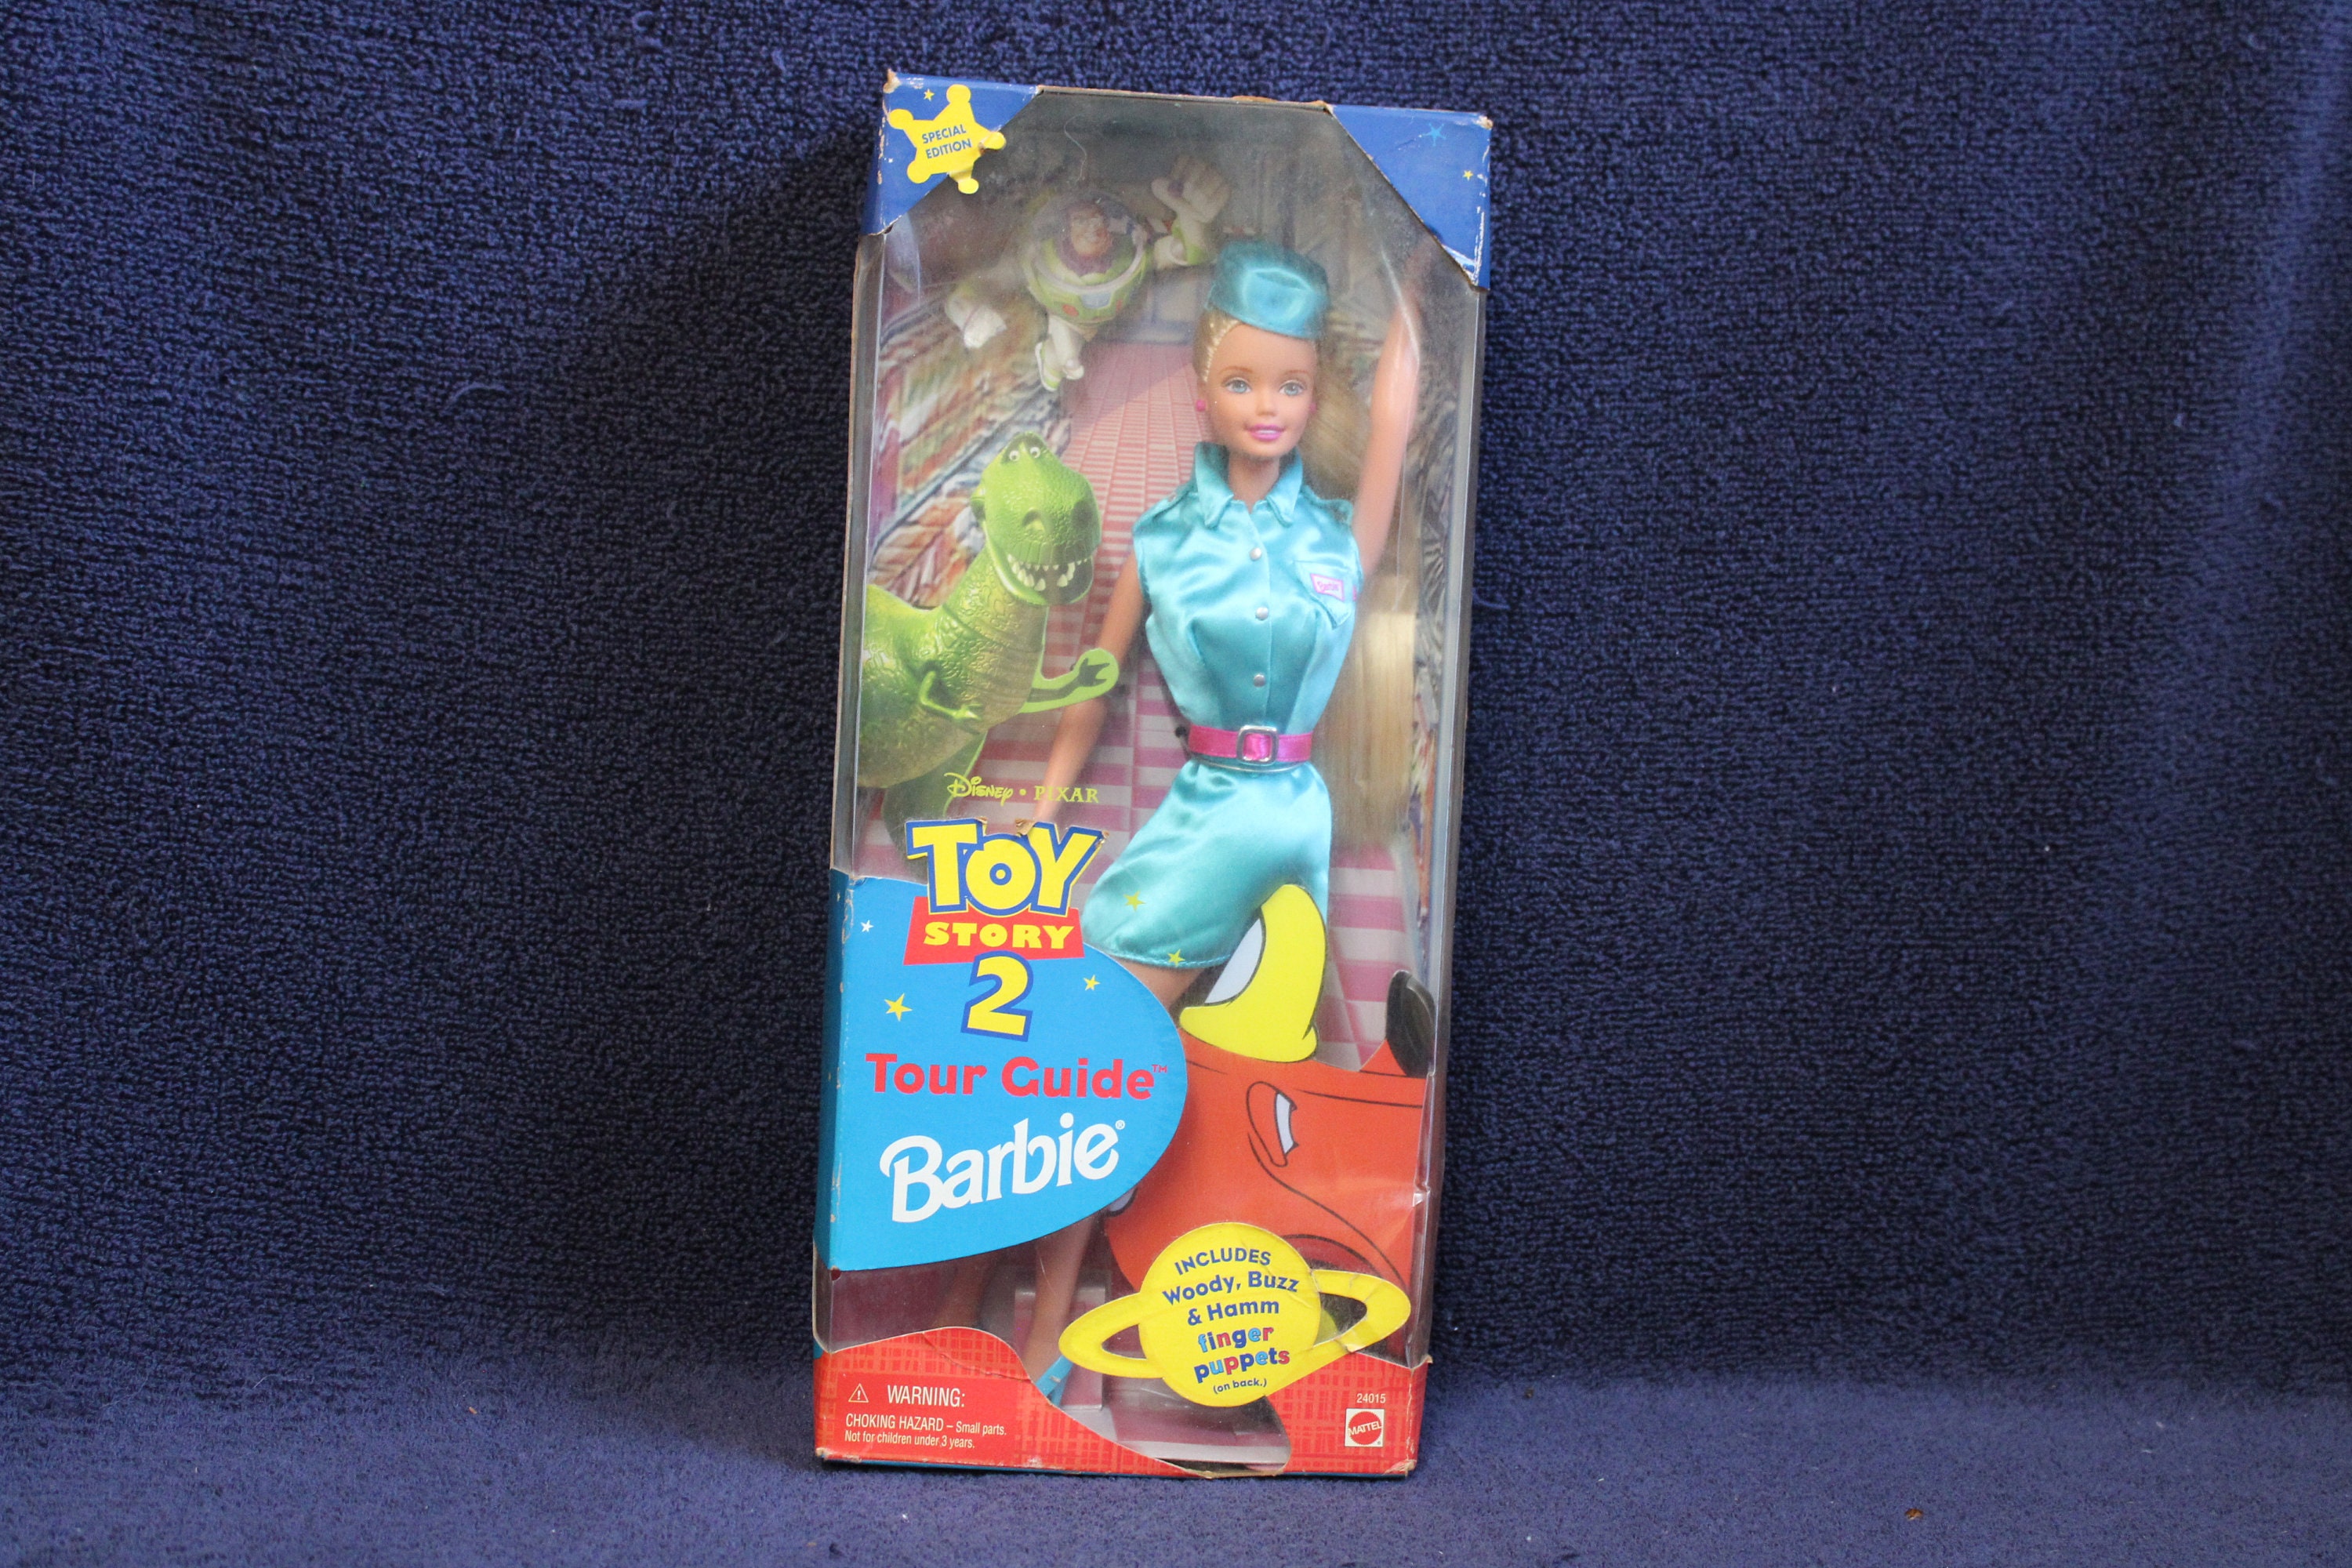 SPECIAL
EDITION
Disney • PIXAR
TOY
STORY
2
Tour Guide™
Barbie®
INCLUDES
Woody, Buzz
& Hamm
finger
puppets
(on back.)
⚠ WARNING:
CHOKING HAZARD – Small parts.
Not for children under 3 years.
24015
MATTEL